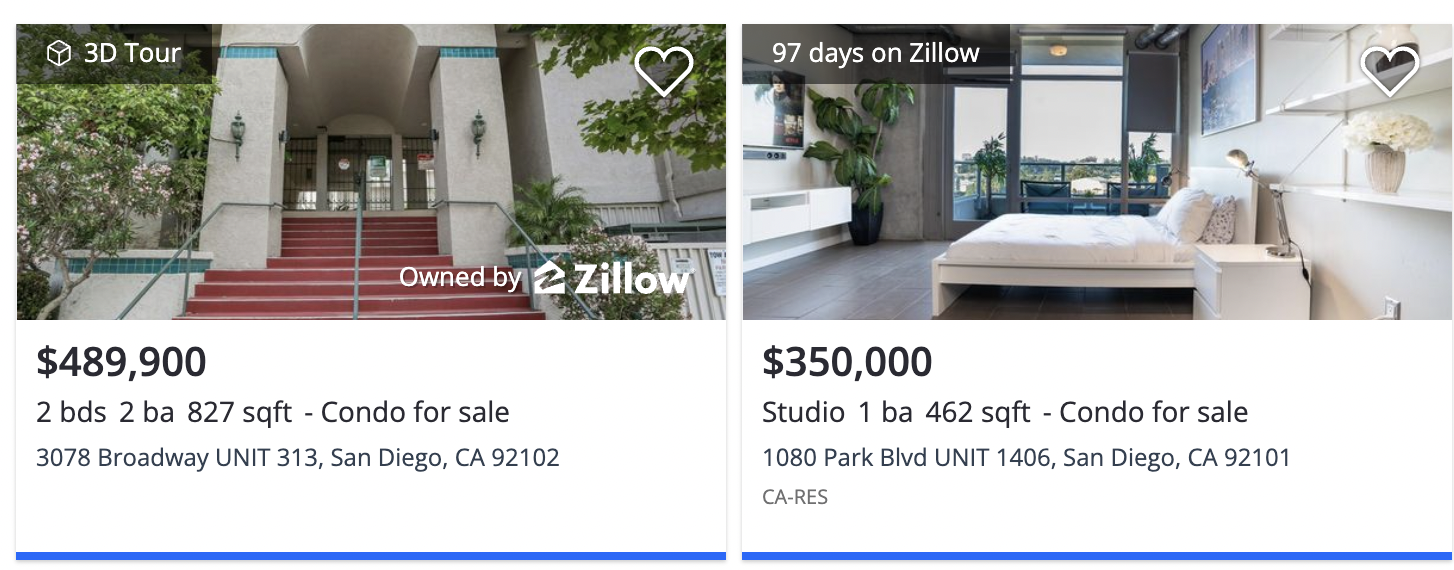 3D Tour
Owned by Zillow
$489,900
2 bds 2 ba 827 sqft - Condo for sale
3078 Broadway UNIT 313, San Diego, CA 92102
97 days on Zillow
$350,000
Studio 1 ba 462 sqft - Condo for sale
1080 Park Blvd UNIT 1406, San Diego, CA 92101
CA-RES